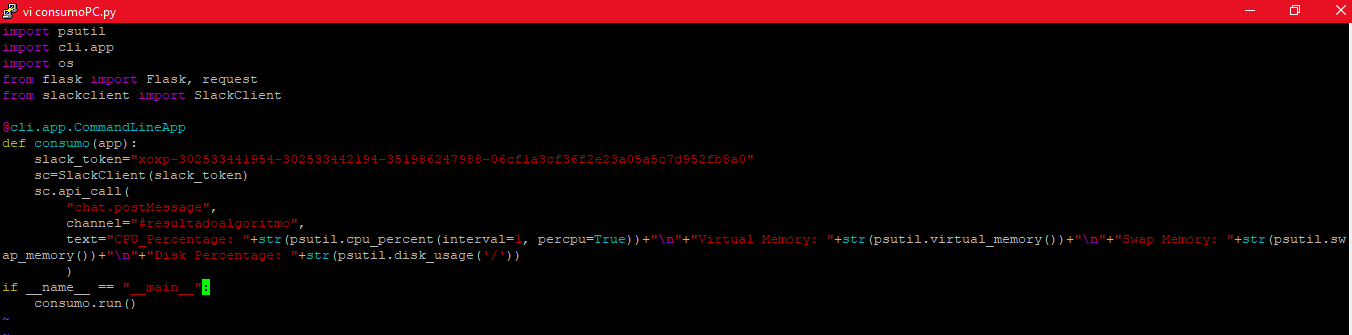 vi consumoPC.py
import psutil
import cli.app
import os
from flask import Flask, request
from slackclient import SlackClient
@cli.app.CommandLineApp
def consumo(app):
    slack_token="xoxp-302533441954-302533442194-351986247988-06cf1a3cf36f2e23a05a5c7d952fb8a0"
    sc=SlackClient(slack_token)
    sc.api_call(
        "chat.postMessage",
        channel="#resultadoalgoritmo",
        text="CPU_Percentage: "+str(psutil.cpu_percent(interval=1, percpu=True))+"\n"+"Virtual Memory: "+str(psutil.virtual_memory())+"\n"+"Swap Memory: "+str(psutil.sw
ap_memory())+"\n"+"Disk Percentage: "+str(psutil.disk_usage('/'))
        )
if __name__ == "__main__":
    consumo.run()
~
~